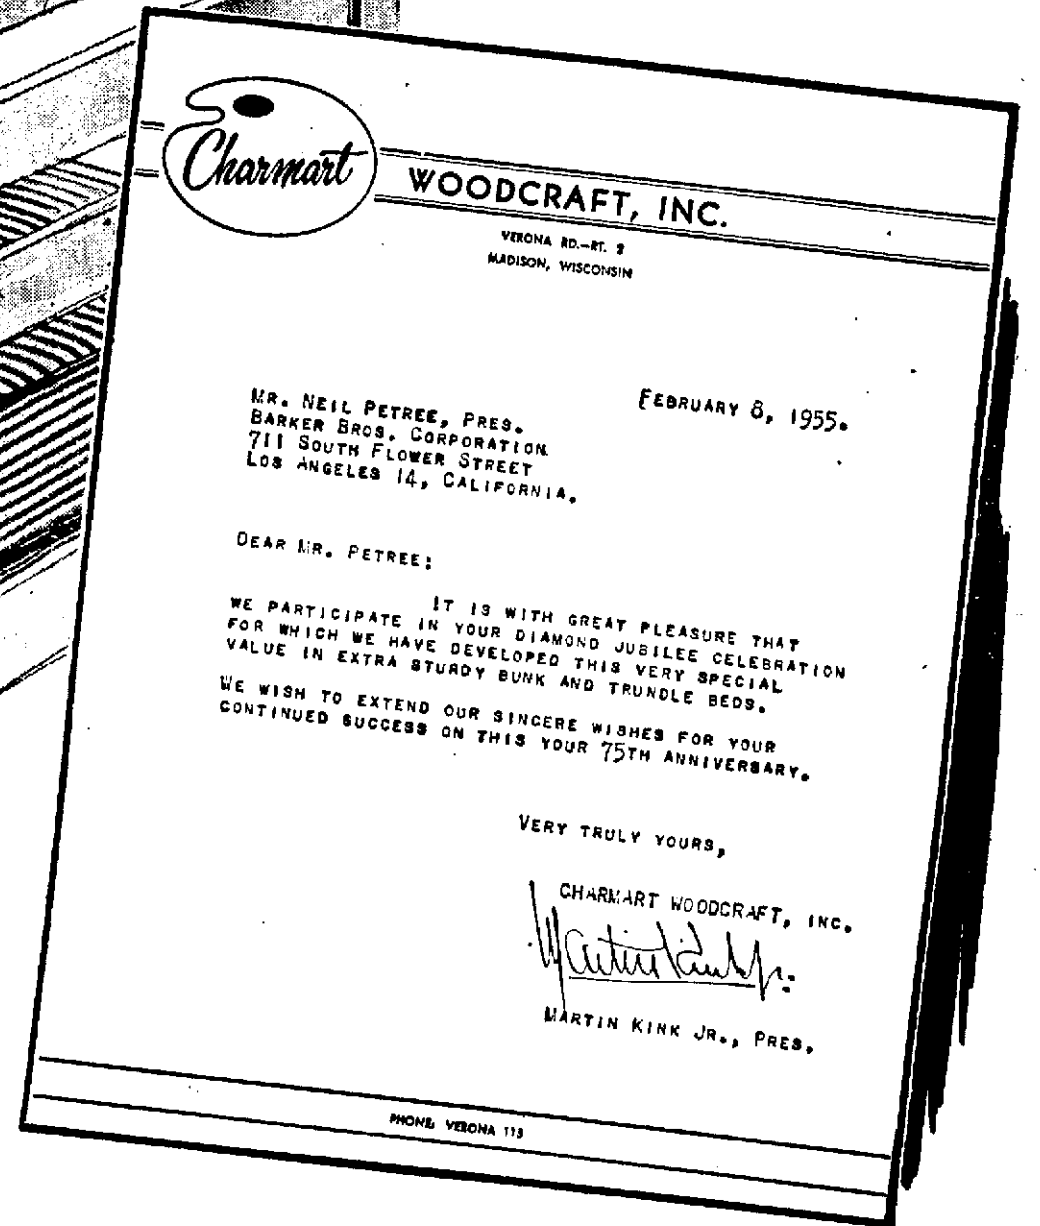 Charmart
WOODCRAFT, INC.
VERONA RD.—RT. 2
MADISON, WISCONSIN
FEBRUARY 8, 1955.
MR. NEIL PETREE, PRES.
BARKER BROS. CORPORATION
711 SOUTH FLOWER STREET
LOS ANGELES 14, CALIFORNIA.
DEAR MR. PETREE:
IT IS WITH GREAT PLEASURE THAT
WE PARTICIPATE IN YOUR DIAMOND JUBILEE CELEBRATION
FOR WHICH WE HAVE DEVELOPED THIS VERY SPECIAL
VALUE IN EXTRA STURDY BUNK AND TRUNDLE BEDS.
WE WISH TO EXTEND OUR SINCERE WISHES FOR YOUR
CONTINUED SUCCESS ON THIS YOUR 75TH ANNIVERSARY.
VERY TRULY YOURS,
CHARMART WOODCRAFT, INC.
Martin Kink Jr.
MARTIN KINK JR., PRES.
PHONE, VERONA 113